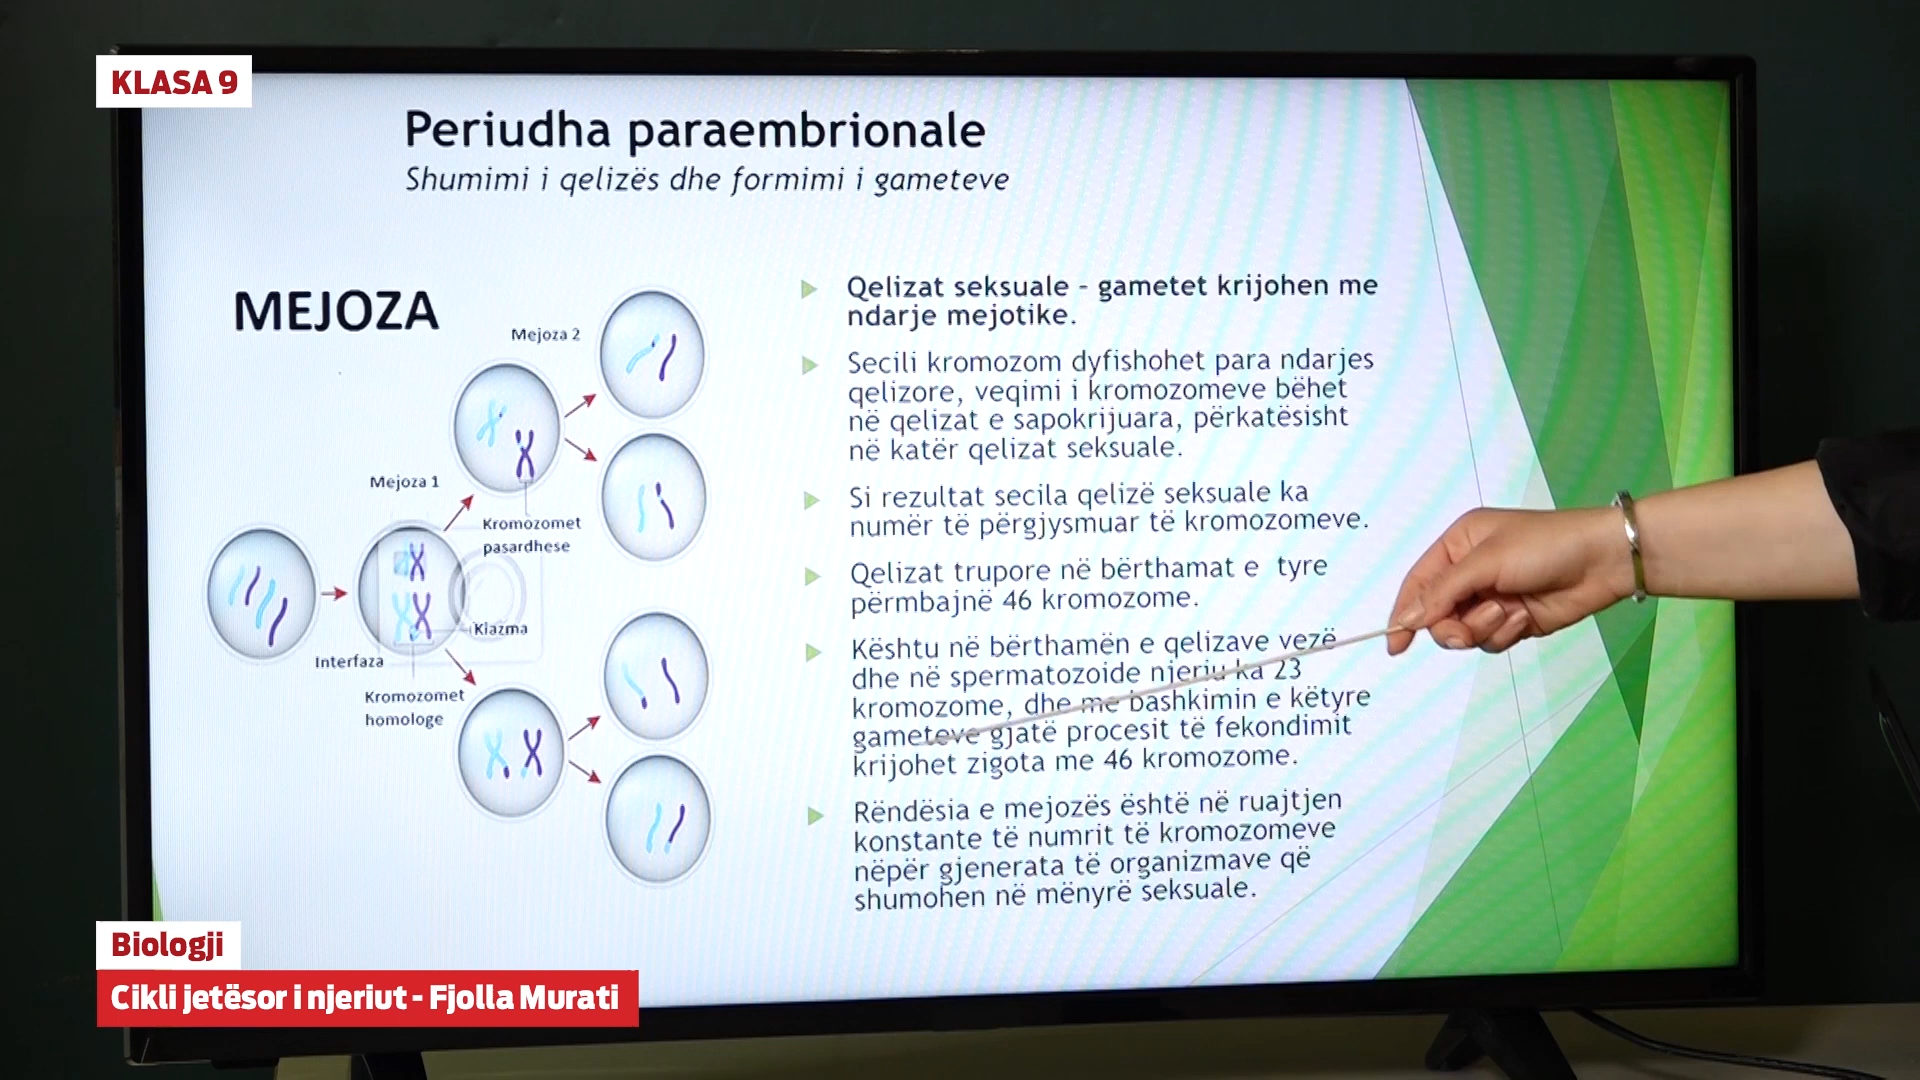 KLASA 9
Periudha paraembrionale
Shumimi i qelizës dhe formimi i gameteve
MEJOZA
Mejoza 2
Mejoza 1
Kromozomet
pasardhese
Kiazma
Interfaza
Kromozomet
homologe
Qelizat seksuale - gametet krijohen me
ndarje mejotike.
Secili kromozom dyfishohet para ndarjes
qelizore, veqimi i kromozomeve bëhet
në qelizat e sapokrijuara, përkatësisht
në katër qelizat seksuale.
Si rezultat secila qelizë seksuale ka
numër të përgjysmuar të kromozomeve.
Qelizat trupore në bërthamat e tyre
përmbajnë 46 kromozome.
Kështu në bërthamën e qelizave vezë
dhe në spermatozoide njeriu ka 23
kromozome, dhe me bashkimin e këtyre
gameteve gjatë procesit të fekondimit
krijohet zigota me 46 kromozome.
Rëndësia e mejozës është në ruajtjen
konstante të numrit të kromozomeve
nëpër gjenerata të organizmave që
shumohen në mënyrë seksuale.
Biologji
Cikli jetësor i njeriut - Fjolla Murati